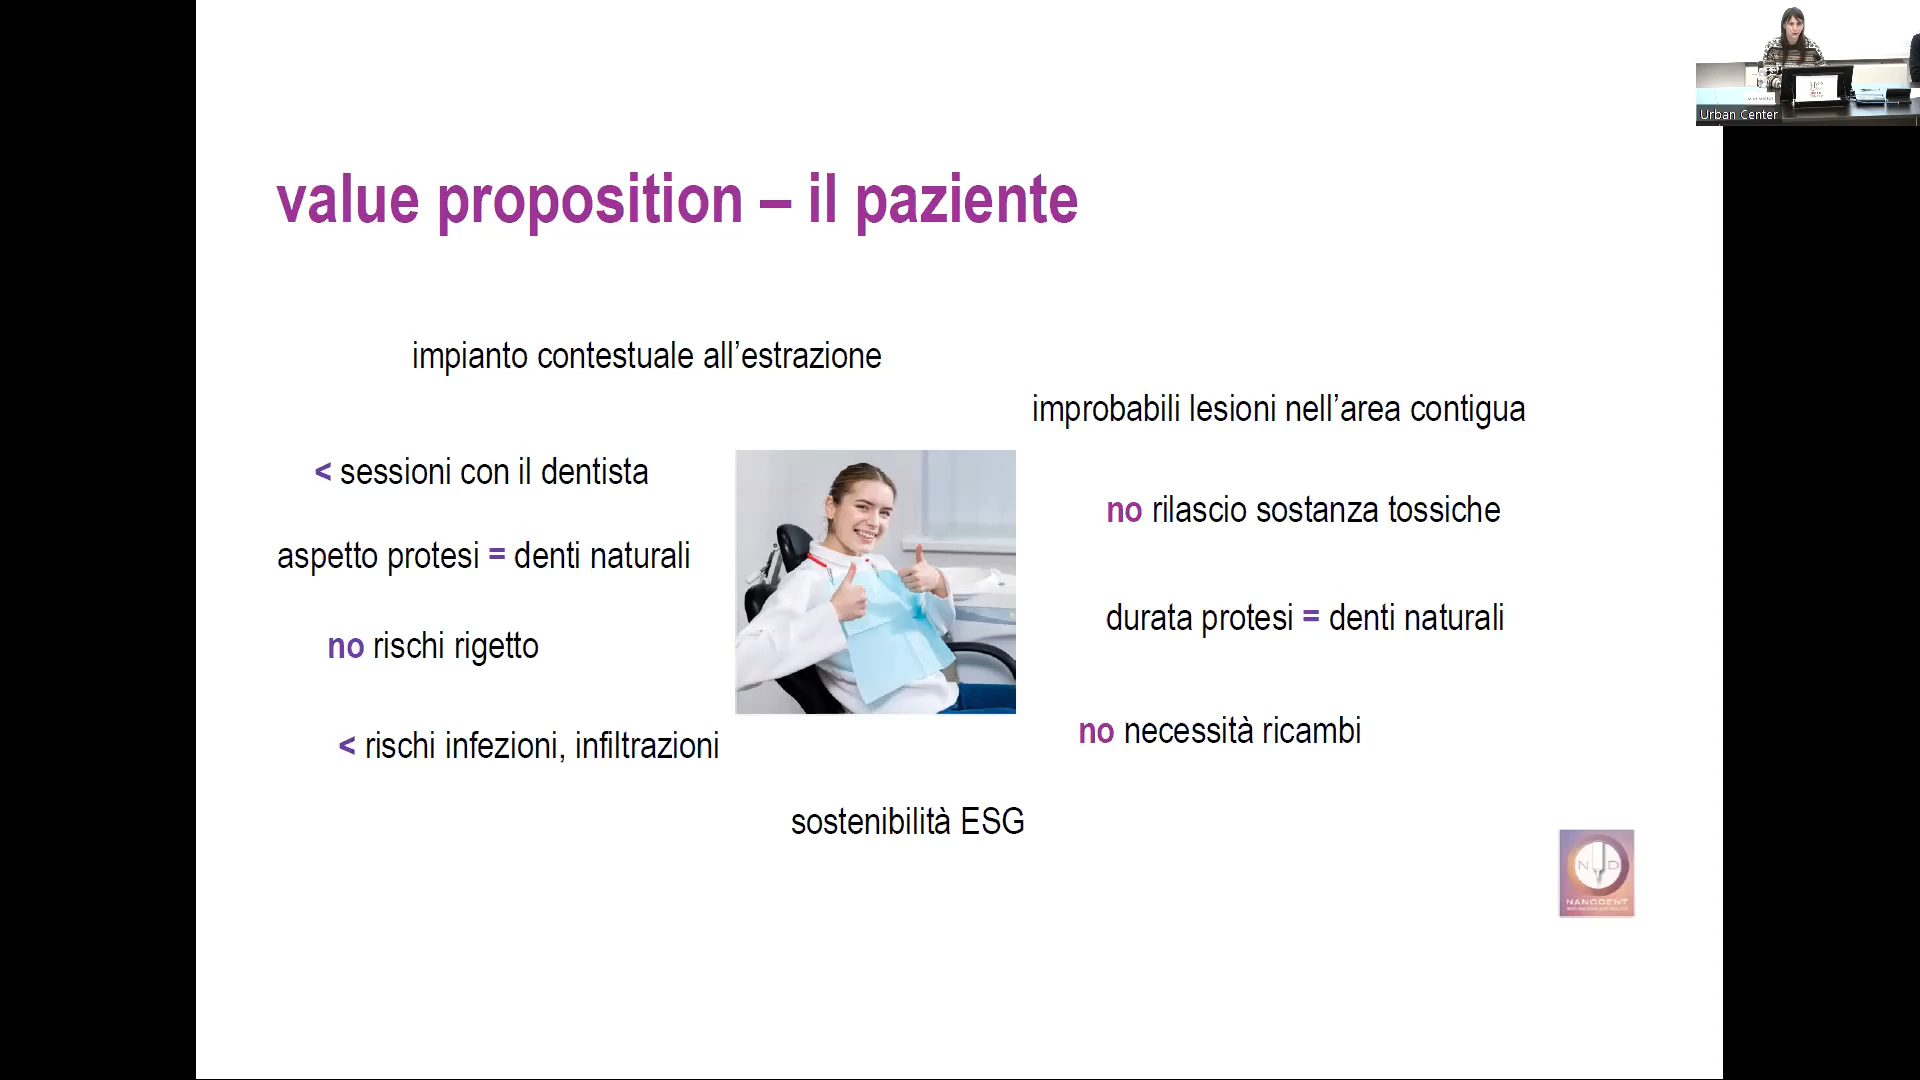 Urban Center
value proposition – il paziente
impianto contestuale all’estrazione
improbabili lesioni nell’area contigua
< sessioni con il dentista
no rilascio sostanza tossiche
aspetto protesi = denti naturali
durata protesi = denti naturali
no rischi rigetto
no necessità ricambi
< rischi infezioni, infiltrazioni
sostenibilità ESG
N D
NANODENT